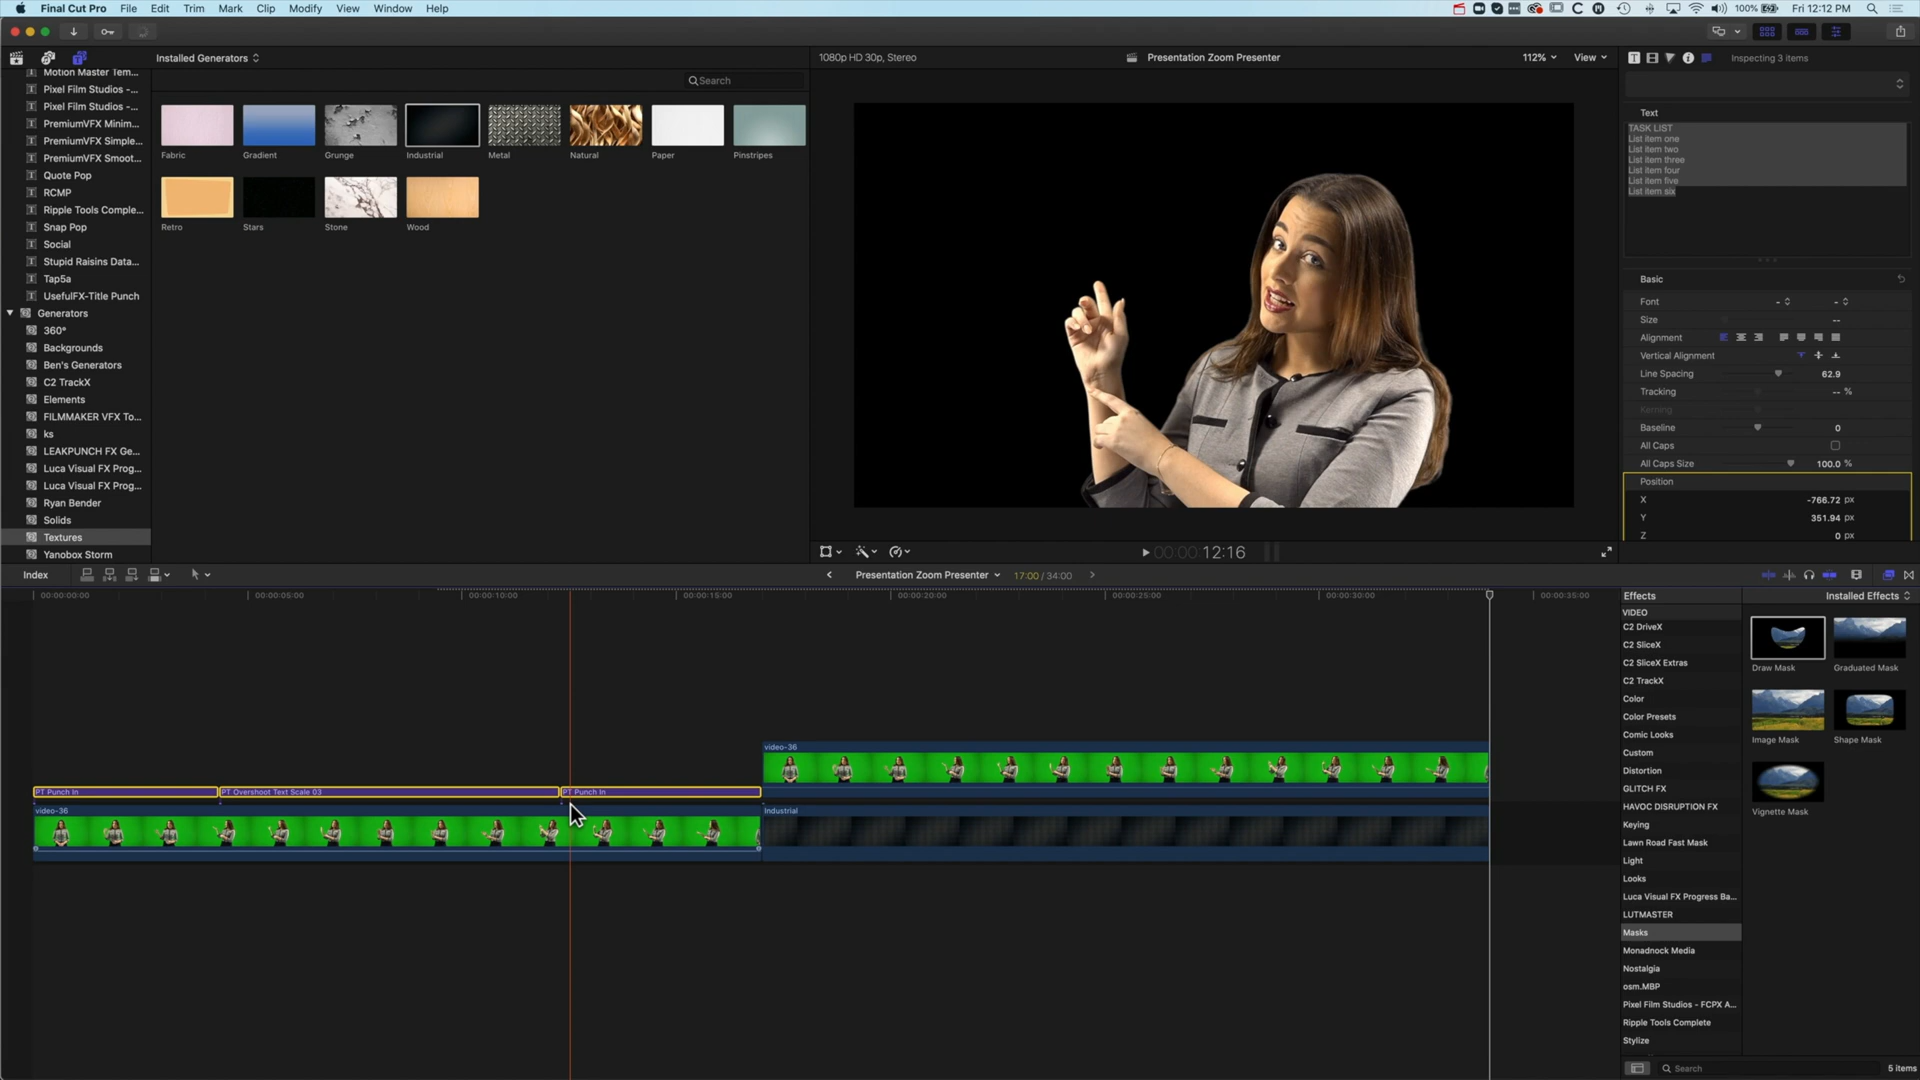 Final Cut Pro File Edit Trim Mark Clip Modify View Window Help
100% Fri 12:12 PM
Installed Generators
1080p HD 30p, Stereo
Presentation Zoom Presenter
112% View
Inspecting 3 items
Search
Motion Master Tem...
Pixel Film Studios -...
Pixel Film Studios -...
PremiumVFX Minim...
PremiumVFX Simple...
PremiumVFX Smoot...
Quote Pop
RCMP
Ripple Tools Comple...
Snap Pop
Social
Stupid Raisins Data...
Tap5a
UsefulFX-Title Punch
Generators
360°
Backgrounds
Ben's Generators
C2 TrackX
Elements
FILMMAKER VFX To...
ks
LEAKPUNCH FX Ge...
Luca Visual FX Prog...
Luca Visual FX Prog...
Ryan Bender
Solids
Textures
Yanobox Storm
Fabric Gradient Grunge Industrial Metal Natural Paper Pinstripes
Retro Stars Stone Wood
Text
TASK LIST
List item one
List item two
List item three
List item four
List item five
List item six
Basic
Font - -
Size --
Alignment
Vertical Alignment
Line Spacing 62.9
Tracking -- %
Kerning
Baseline 0
All Caps
All Caps Size 100.0 %
Position
X -766.72 px
Y 351.94 px
Z 0 px
00:00:12:16
Index
Presentation Zoom Presenter 17:00 / 34:00
00:00:00:00 00:00:05:00 00:00:10:00 00:00:15:00 00:00:20:00 00:00:25:00 00:00:30:00 00:00:35:00
video-36
PT Punch In PT Overshoot Text Scale 03 PT Punch In
video-36 Industrial
Effects Installed Effects
VIDEO
C2 DriveX
C2 SliceX
C2 SliceX Extras
C2 TrackX
Color
Color Presets
Comic Looks
Custom
Distortion
GLITCH FX
HAVOC DISRUPTION FX
Keying
Lawn Road Fast Mask
Light
Looks
Luca Visual FX Progress Ba...
LUTMASTER
Masks
Monadnock Media
Nostalgia
osm.MBP
Pixel Film Studios - FCPX A...
Ripple Tools Complete
Stylize
Draw Mask Graduated Mask
Image Mask Shape Mask
Vignette Mask
Search 5 items